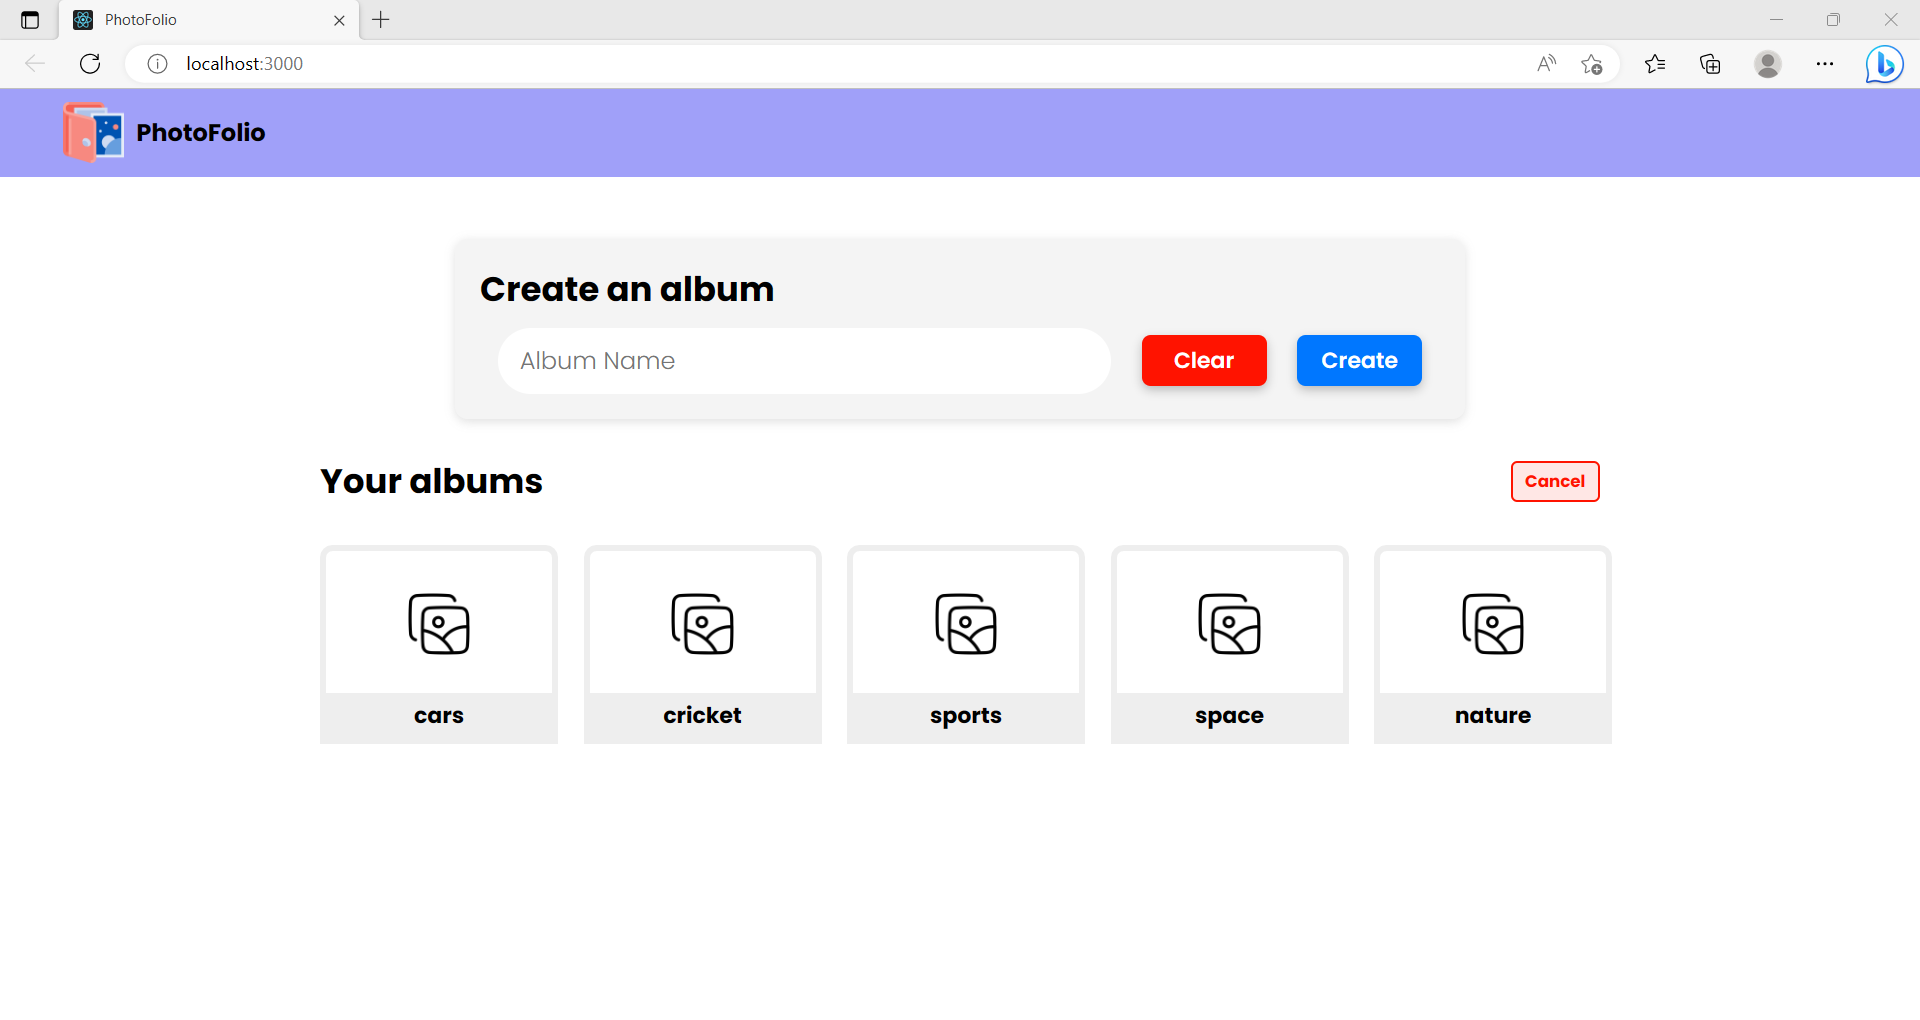 PhotoFolio
localhost:3000
PhotoFolio
Create an album
Album Name
Clear
Create
Your albums
Cancel
cars
cricket
sports
space
nature